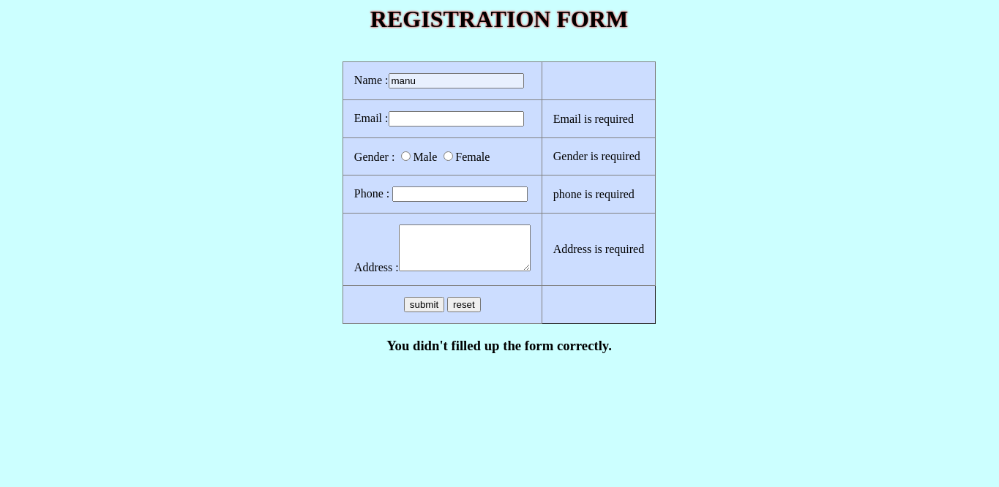 REGISTRATION FORM
Name : manu
Email : Email is required
Gender : Male Female Gender is required
Phone : phone is required
Address : Address is required
submit reset
You didn't filled up the form correctly.